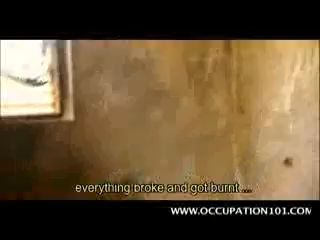 everything broke and got burnt...
WWW.OCCUPATION101.COM